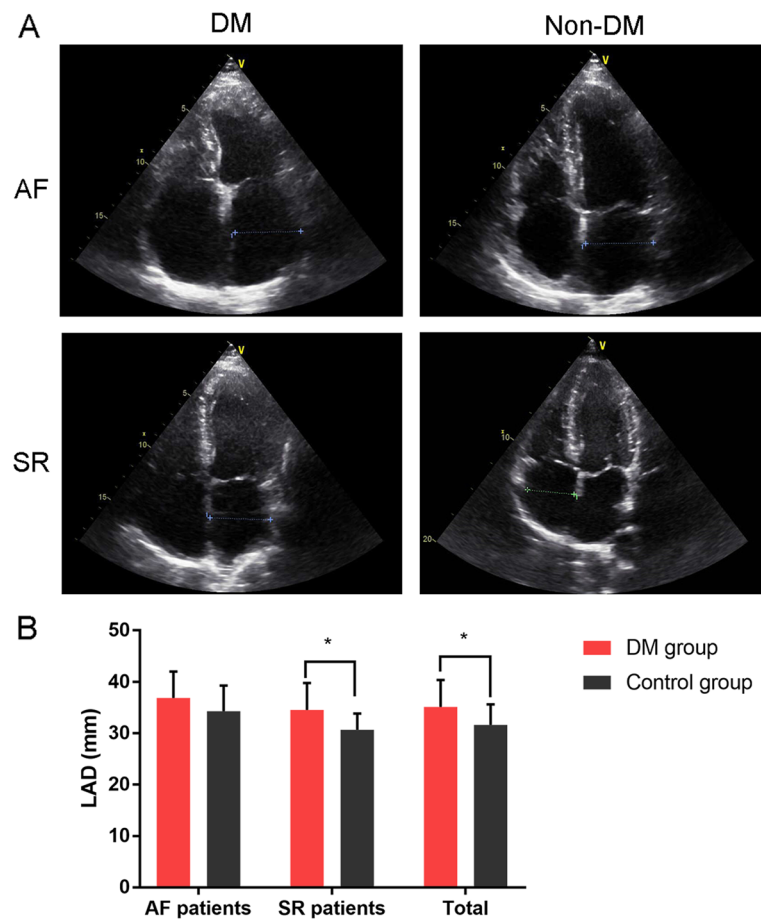 A
DM
Non-DM
AF
V
5
x
10
15
V
5
x
10
15
SR
V
5
x
10
15
V
x
10
20
B
50
40
30
20
10
0
LAD (mm)
*
*
AF patients
SR patients
Total
DM group
Control group